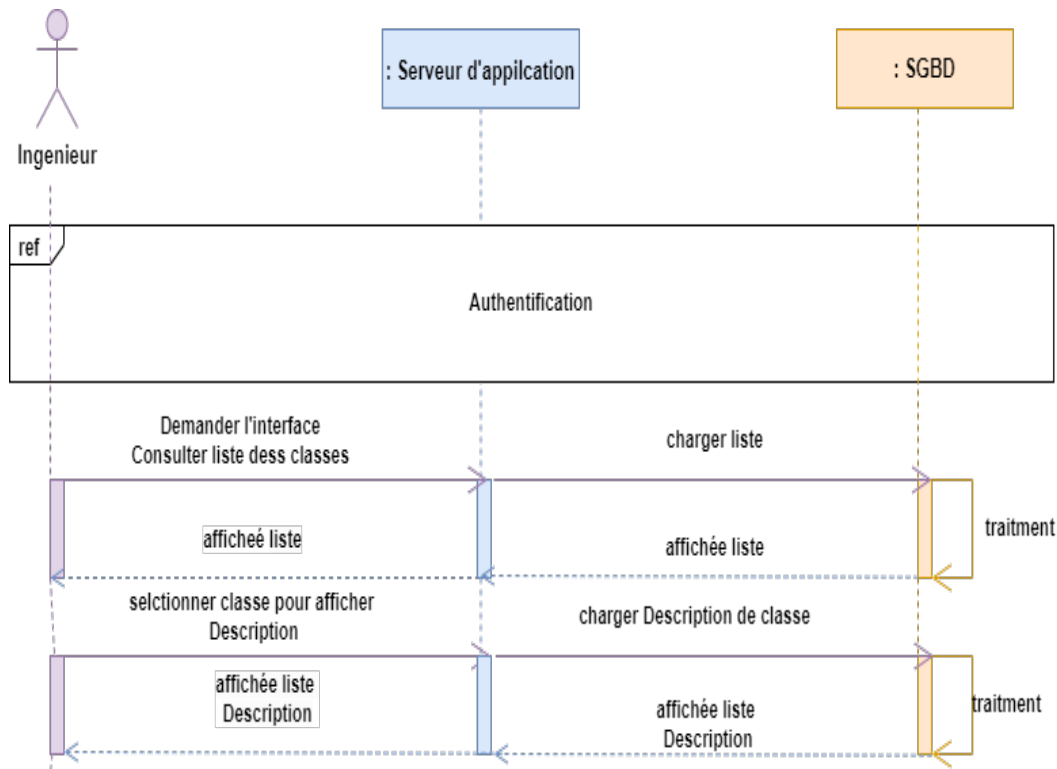 : Serveur d'appilcation
: SGBD
Ingenieur
ref
Authentification
Demander l'interface
Consulter liste dess classes
charger liste
afficheé liste
affichée liste
traitment
selctionner classe pour afficher
Description
charger Description de classe
affichée liste
Description
affichée liste
Description
traitment